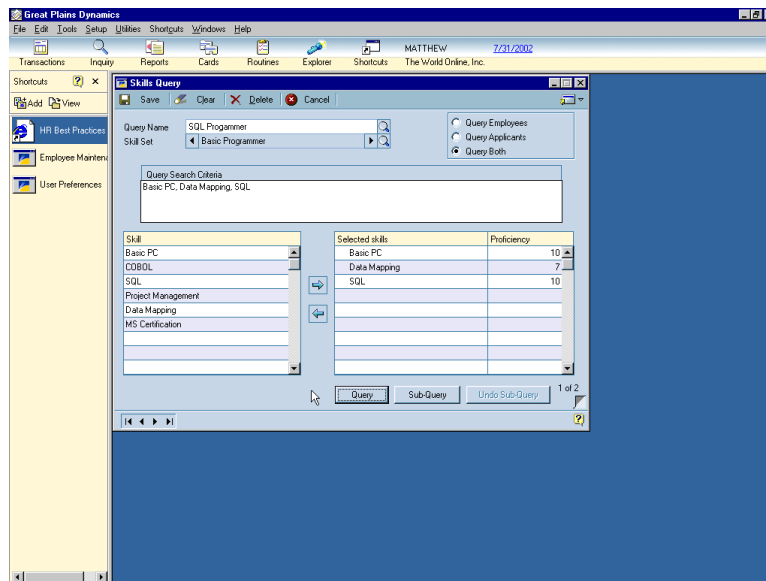 Great Plains Dynamics
File Edit Tools Setup Utilities Shortcuts Windows Help
Transactions Inquiry Reports Cards Routines Explorer Shortcuts
MATTHEW 7/31/2002
The World Online, Inc.
Shortcuts
Add View
HR Best Practices
Employee Maintena
User Preferences
Skills Query
Save Clear Delete Cancel
Query Name SQL Progammer
Skill Set Basic Programmer
Query Employees
Query Applicants
Query Both
Query Search Criteria
Basic PC, Data Mapping, SQL
Skill
Basic PC
COBOL
SQL
Project Management
Data Mapping
MS Certification
Selected skills Proficiency
Basic PC 10
Data Mapping 7
SQL 10
Query Sub-Query Undo Sub-Query 1 of 2